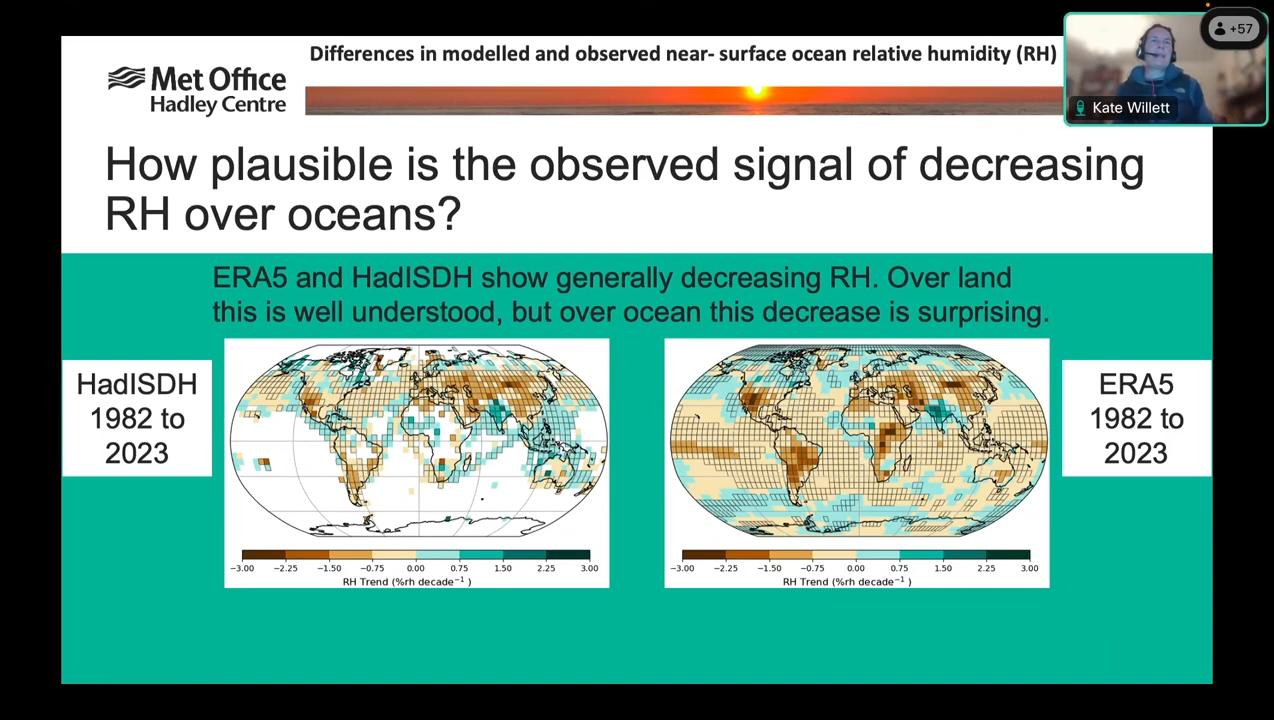 Differences in modelled and observed near- surface ocean relative humidity (RH)
+57
Met Office
Hadley Centre
Kate Willett
How plausible is the observed signal of decreasing
RH over oceans?
ERA5 and HadISDH show generally decreasing RH. Over land
this is well understood, but over ocean this decrease is surprising.
HadISDH
1982 to
2023
ERA5
1982 to
2023
−3.00 −2.25 −1.50 −0.75 0.00 0.75 1.50 2.25 3.00
RH Trend (%rh decade⁻¹ )
−3.00 −2.25 −1.50 −0.75 0.00 0.75 1.50 2.25 3.00
RH Trend (%rh decade⁻¹ )